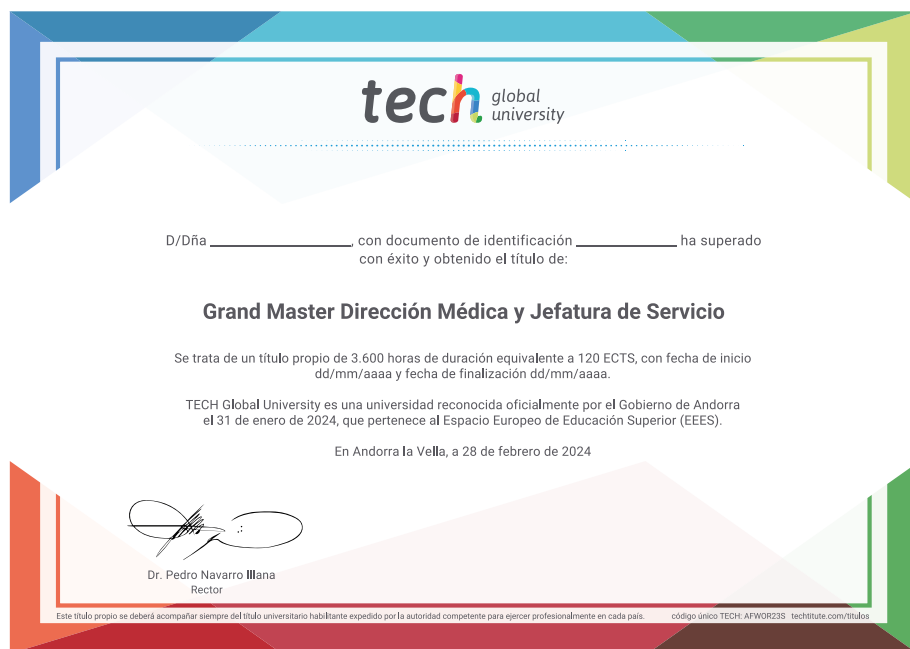 tech global
university
D/Dña ______________, con documento de identificación __________ ha superado
con éxito y obtenido el título de:
Grand Master Dirección Médica y Jefatura de Servicio
Se trata de un título propio de 3.600 horas de duración equivalente a 120 ECTS, con fecha de inicio
dd/mm/aaaa y fecha de finalización dd/mm/aaaa.
TECH Global University es una universidad reconocida oficialmente por el Gobierno de Andorra
el 31 de enero de 2024, que pertenece al Espacio Europeo de Educación Superior (EEES).
En Andorra la Vella, a 28 de febrero de 2024
Dr. Pedro Navarro Illana
Rector
Este título propio se deberá acompañar siempre del título universitario habilitante expedido por la autoridad competente para ejercer profesionalmente en cada país. código único TECH: AFWOR23S techtitute.com/titulos